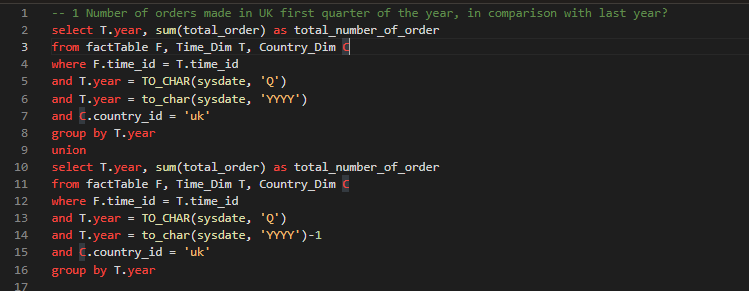 1 -- 1 Number of orders made in UK first quarter of the year, in comparison with last year?
2 select T.year, sum(total_order) as total_number_of_order
3 from factTable F, Time_Dim T, Country_Dim C
4 where F.time_id = T.time_id
5 and T.year = TO_CHAR(sysdate, 'Q')
6 and T.year = to_char(sysdate, 'YYYY')
7 and C.country_id = 'uk'
8 group by T.year
9 union
10 select T.year, sum(total_order) as total_number_of_order
11 from factTable F, Time_Dim T, Country_Dim C
12 where F.time_id = T.time_id
13 and T.year = TO_CHAR(sysdate, 'Q')
14 and T.year = to_char(sysdate, 'YYYY')-1
15 and C.country_id = 'uk'
16 group by T.year
17